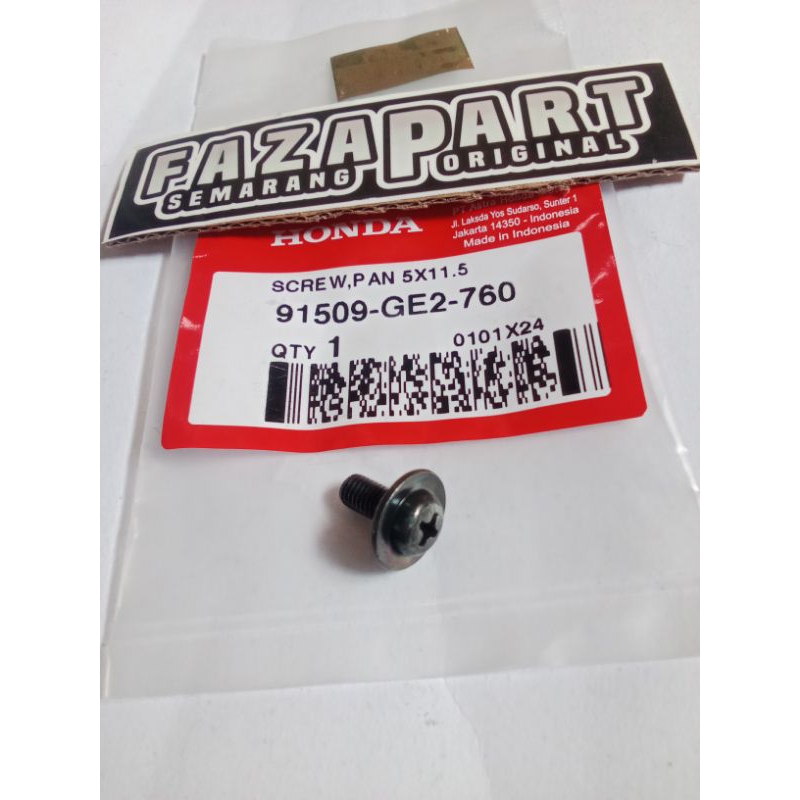 FAZAPART
SEMARANG ORIGINAL
HONDA
Jl. Laksda Yos Sudarso, Sunter 1
Jakarta 14350 - Indonesia
Made in Indonesia
SCREW,PAN 5X11.5
91509-GE2-760
QTY 1
0101X24